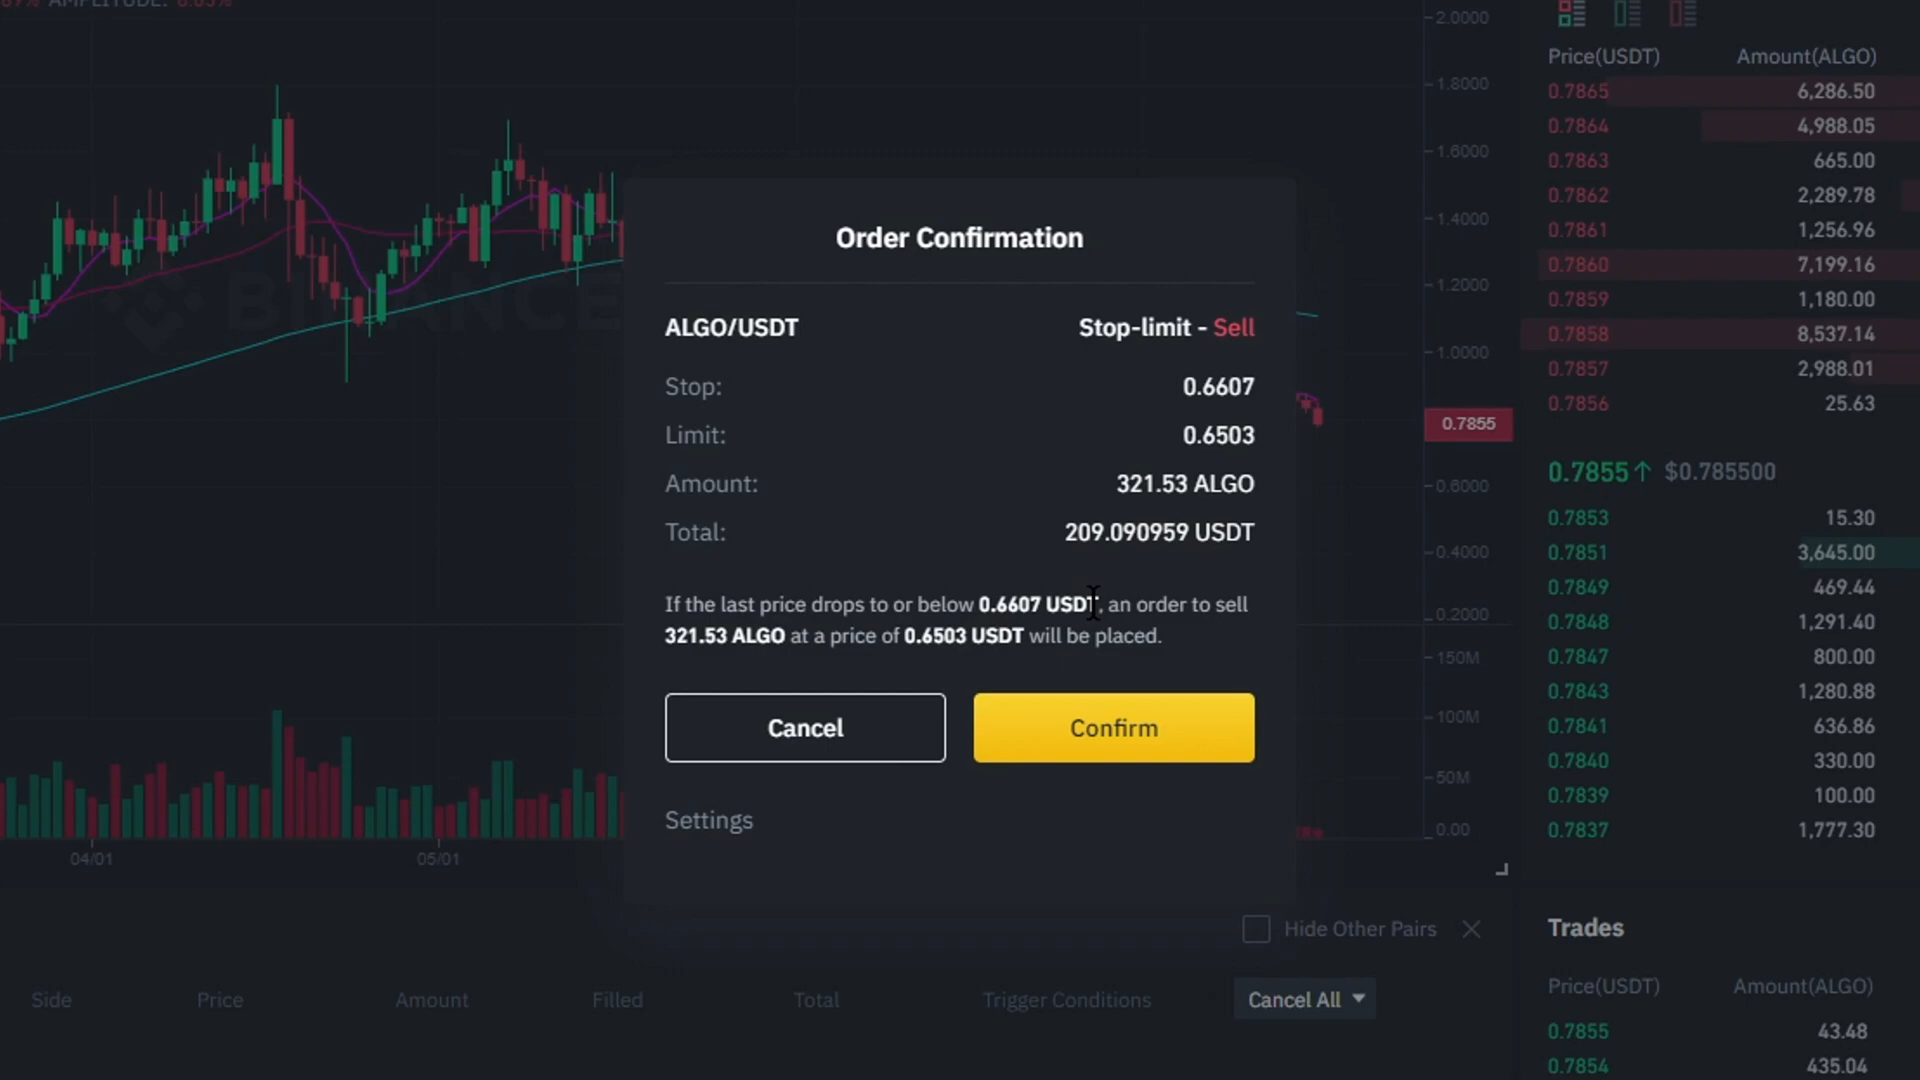 AMPLITUDE:
2.0000
1.8000
1.6000
1.4000
1.2000
1.0000
0.7855
0.6000
0.4000
0.2000
150M
100M
50M
0.00
BINANCE
04/01 05/01
Order Confirmation
ALGO/USDT Stop-limit - Sell
Stop: 0.6607
Limit: 0.6503
Amount: 321.53 ALGO
Total: 209.090959 USDT
If the last price drops to or below 0.6607 USDT, an order to sell
321.53 ALGO at a price of 0.6503 USDT will be placed.
Cancel Confirm
Settings
Price(USDT) Amount(ALGO)
0.7865 6,286.50
0.7864 4,988.05
0.7863 665.00
0.7862 2,289.78
0.7861 1,256.96
0.7860 7,199.16
0.7859 1,180.00
0.7858 8,537.14
0.7857 2,988.01
0.7856 25.63
0.7855↑ $0.785500
0.7853 15.30
0.7851 3,645.00
0.7849 469.44
0.7848 1,291.40
0.7847 800.00
0.7843 1,280.88
0.7841 636.86
0.7840 330.00
0.7839 100.00
0.7837 1,777.30
Hide Other Pairs
Side Price Amount Filled Total Trigger Conditions Cancel All
Trades
Price(USDT) Amount(ALGO)
0.7855 43.48
0.7854 435.04